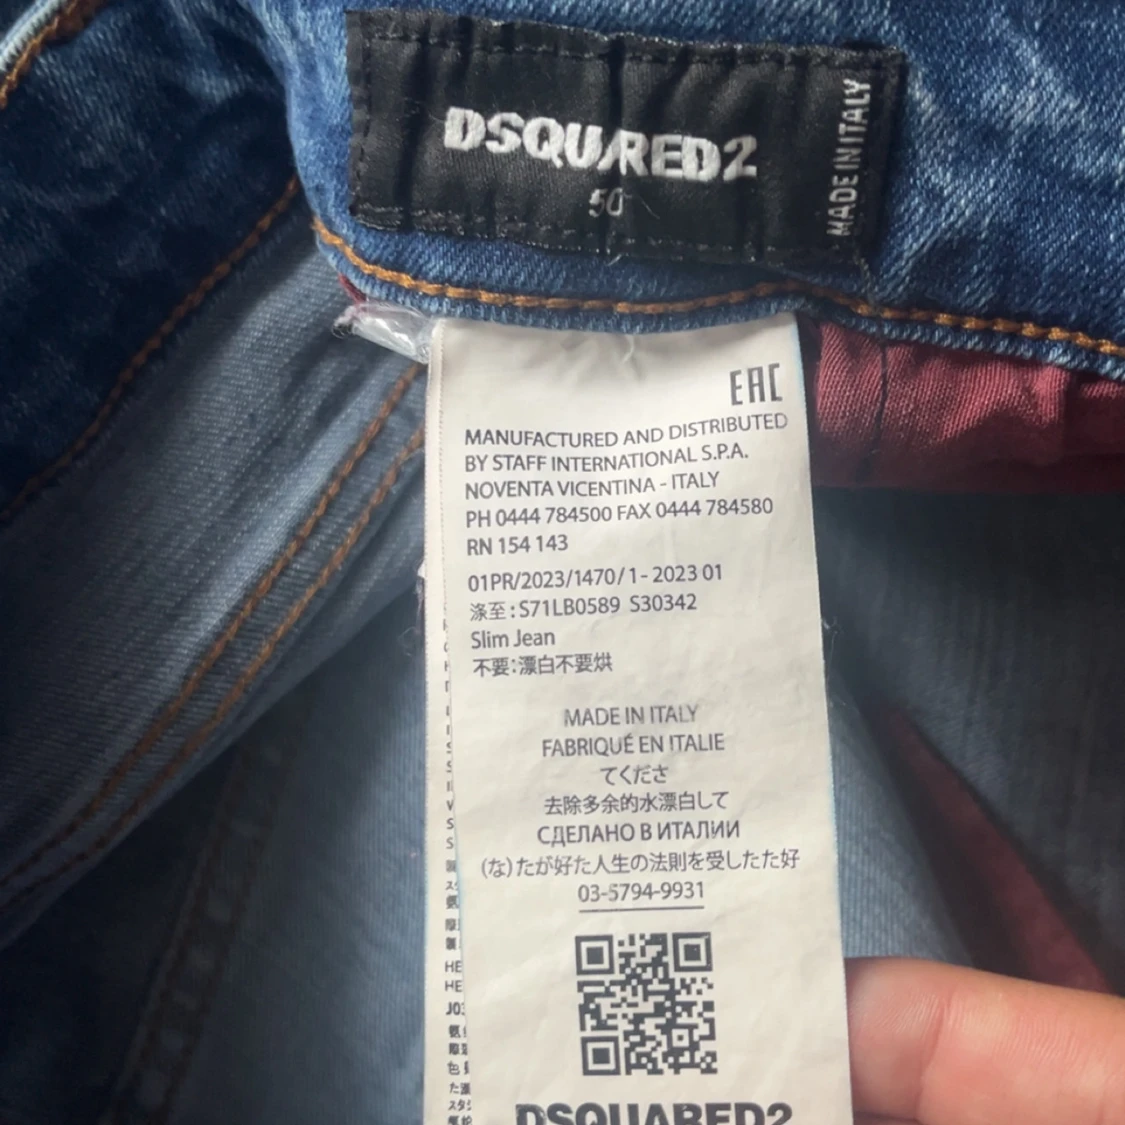 DSQUARED2
50
MADE IN ITALY
EAC
MANUFACTURED AND DISTRIBUTED
BY STAFF INTERNATIONAL S.P.A.
NOVENTA VICENTINA - ITALY
PH 0444 784500 FAX 0444 784580
RN 154 143
01PR/2023/1470/1 - 2023 01
涤至: S71LB0589 S30342
Slim Jean
不要: 漂白不要烘
MADE IN ITALY
FABRIQUÉ EN ITALIE
てくださ
去除多余的水漂白して
СДЕЛАНО В ИТАЛИИ
(な)たが好た人生の法則を受したた好
03-5794-9931
DSQUARED2